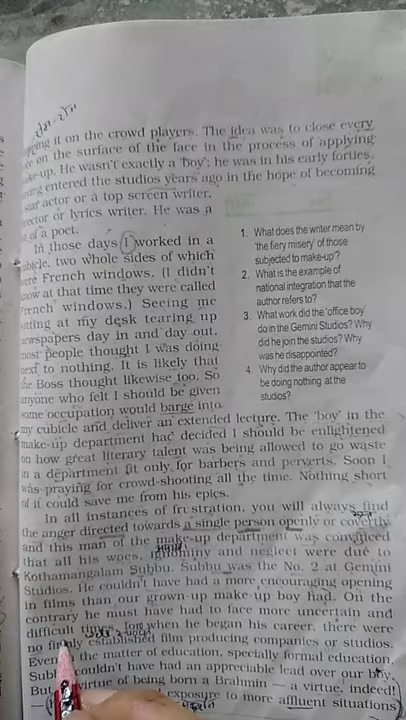 it on the crowd players. The idea was to close every
on the surface of the face in the process of applying
make-up. He wasn't exactly a 'boy'; he was in his early forties,
entered the studios years ago in the hope of becoming
star actor or a top screen writer,
or lyrics writer. He was a
of a poet.
In those days I worked in a
cubicle, two whole sides of which
were French windows. (I didn't
know at that time they were called
French windows.) Seeing me
sitting at my desk tearing up
newspapers day in and day out,
most people thought I was doing
next to nothing. It is likely that
the Boss thought likewise too. So
anyone who felt I should be given
some occupation would barge into
1. What does the writer mean by
'the fiery misery' of those
subjected to make-up?
2. What is the example of
national integration that the
author refers to?
3. What work did the 'office boy'
do in the Gemini Studios? Why
did he join the studios? Why
was he disappointed?
4. Why did the author appear to
be doing nothing at the
studios?
my cubicle and deliver an extended lecture. The 'boy' in the
make-up department had decided I should be enlightened
on how great literary talent was being allowed to go waste
in a department fit only for barbers and perverts. Soon I
was praying for crowd-shooting all the time. Nothing short
of it could save me from his epics.
In all instances of frustration, you will always find
the anger directed towards a single person openly or covertly
and this man of the make-up department was convinced
that all his woes, ignominy and neglect were due to
Kothamangalam Subbu. Subbu was the No. 2 at Gemini
Studios. He couldn't have had a more encouraging opening
in films than our grown-up make-up boy had. On the
contrary he must have had to face more uncertain and
difficult times, for when he began his career, there were
no firmly established film producing companies or studios.
Even the matter of education, specially formal education,
couldn't have had an appreciable lead over our boy.
But virtue of being born a Brahmin — a virtue, indeed!
— exposure to more affluent situations